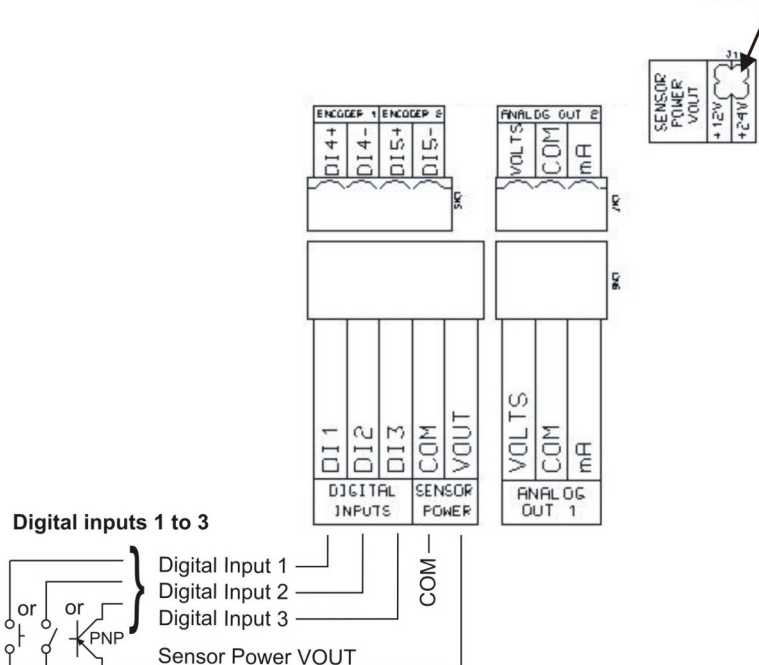 J1
SENSOR
POWER
VOUT
+12V
+24V
ENCODER 1 ENCODER 2
DI4+
DI4-
DI5+
DI5-
ANALOG OUT 2
VOLTS
COM
mA
DI1
DI2
DI3
COM
VOUT
VOLTS
COM
mA
DIGITAL
INPUTS
SENSOR
POWER
ANALOG
OUT 1
Digital inputs 1 to 3
Digital Input 1
Digital Input 2
Digital Input 3
COM
or or
PNP
Sensor Power VOUT